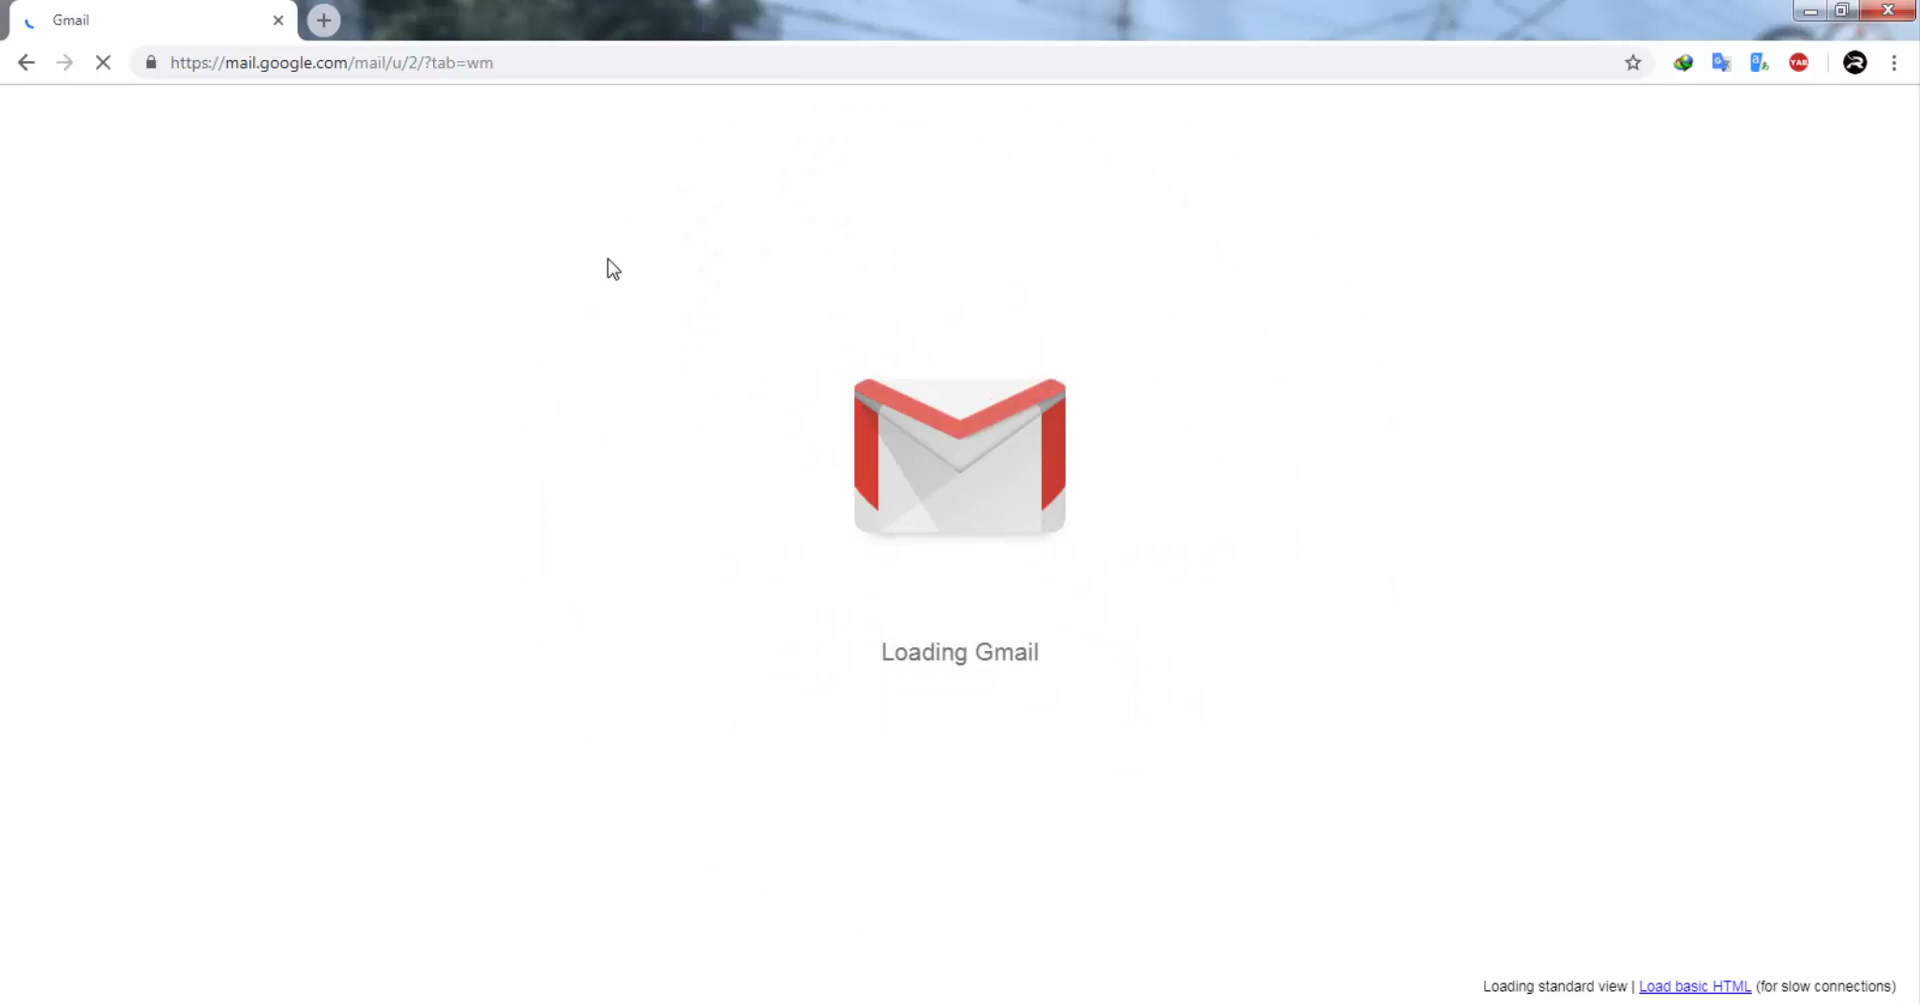 Gmail
https://mail.google.com/mail/u/2/?tab=wm
YAB
Loading Gmail
Loading standard view | Load basic HTML (for slow connections)